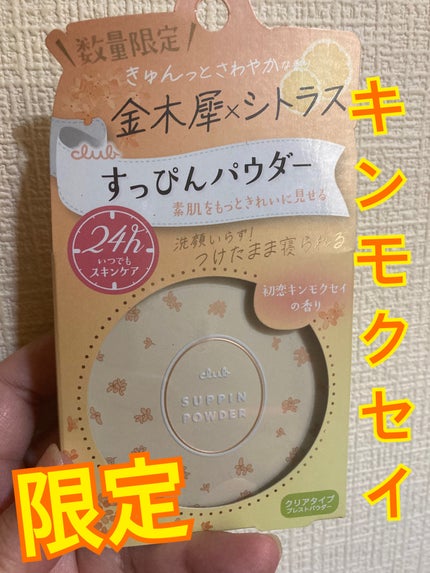 数量限定
きゅんっとさわやかな香り
金木犀×シトラス
club
すっぴんパウダー
素肌をもっときれいに見せる
24h
いつでも
スキンケア
洗顔いらず!
つけたまま寝られる
初恋キンモクセイ
の香り
club
SUPPIN
POWDER
クリアタイプ
プレストパウダー
キンモクセイ
限定